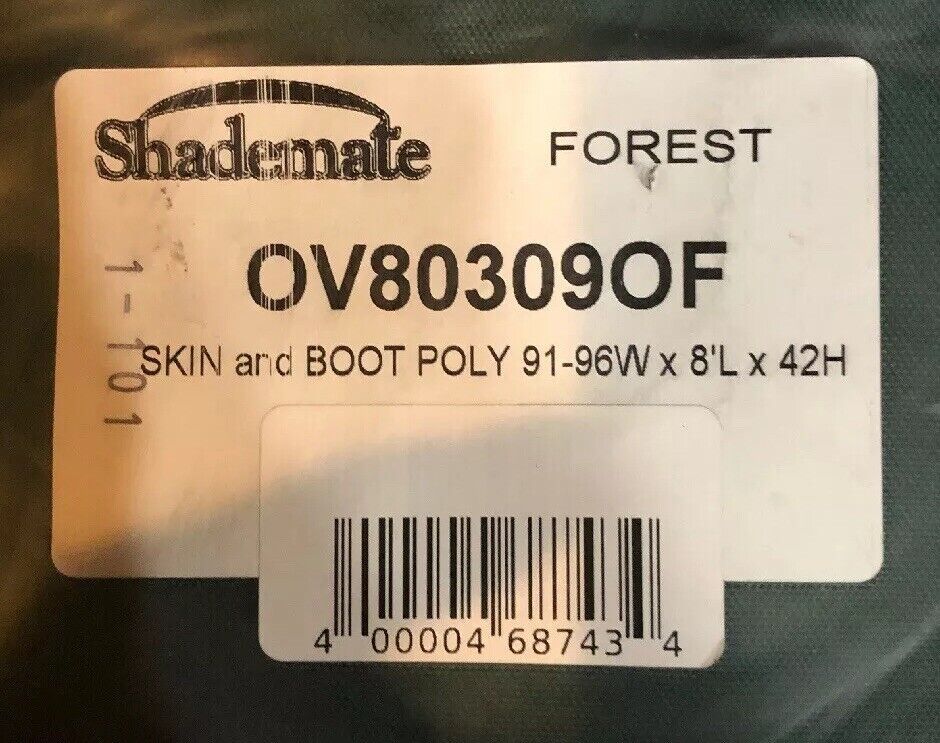 Shademate
FOREST
OV80309OF
1-101
SKIN and BOOT POLY 91-96W x 8'L x 42H
4 00004 68743 4